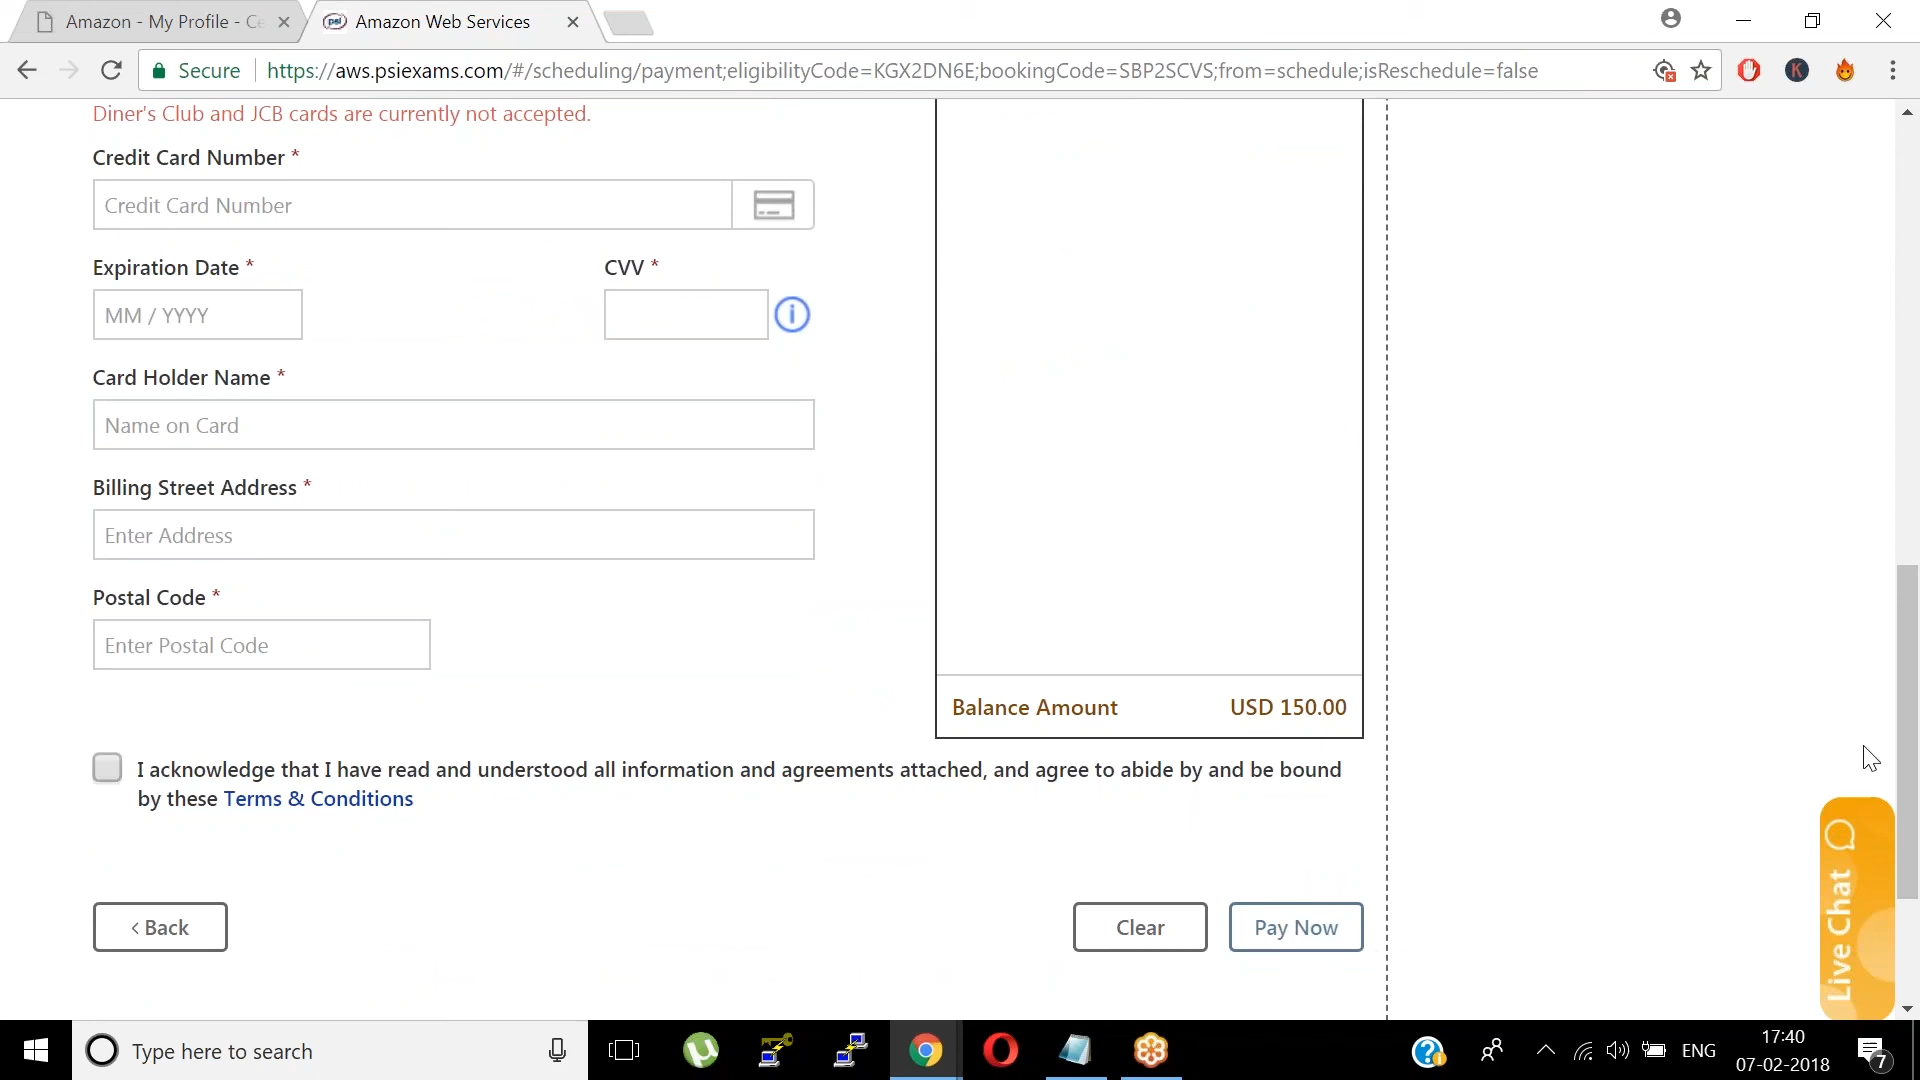 Amazon - My Profile - Ce
psi Amazon Web Services
Secure https://aws.psiexams.com/#/scheduling/payment;eligibilityCode=KGX2DN6E;bookingCode=SBP2SCVS;from=schedule;isReschedule=false
K
Diner's Club and JCB cards are currently not accepted.
Credit Card Number *
Credit Card Number
Expiration Date * CVV *
MM / YYYY
Card Holder Name *
Name on Card
Billing Street Address *
Enter Address
Postal Code *
Enter Postal Code
Balance Amount USD 150.00
I acknowledge that I have read and understood all information and agreements attached, and agree to abide by and be bound
by these Terms & Conditions
Live Chat
< Back Clear Pay Now
Type here to search
ENG
17:40
07-02-2018
7